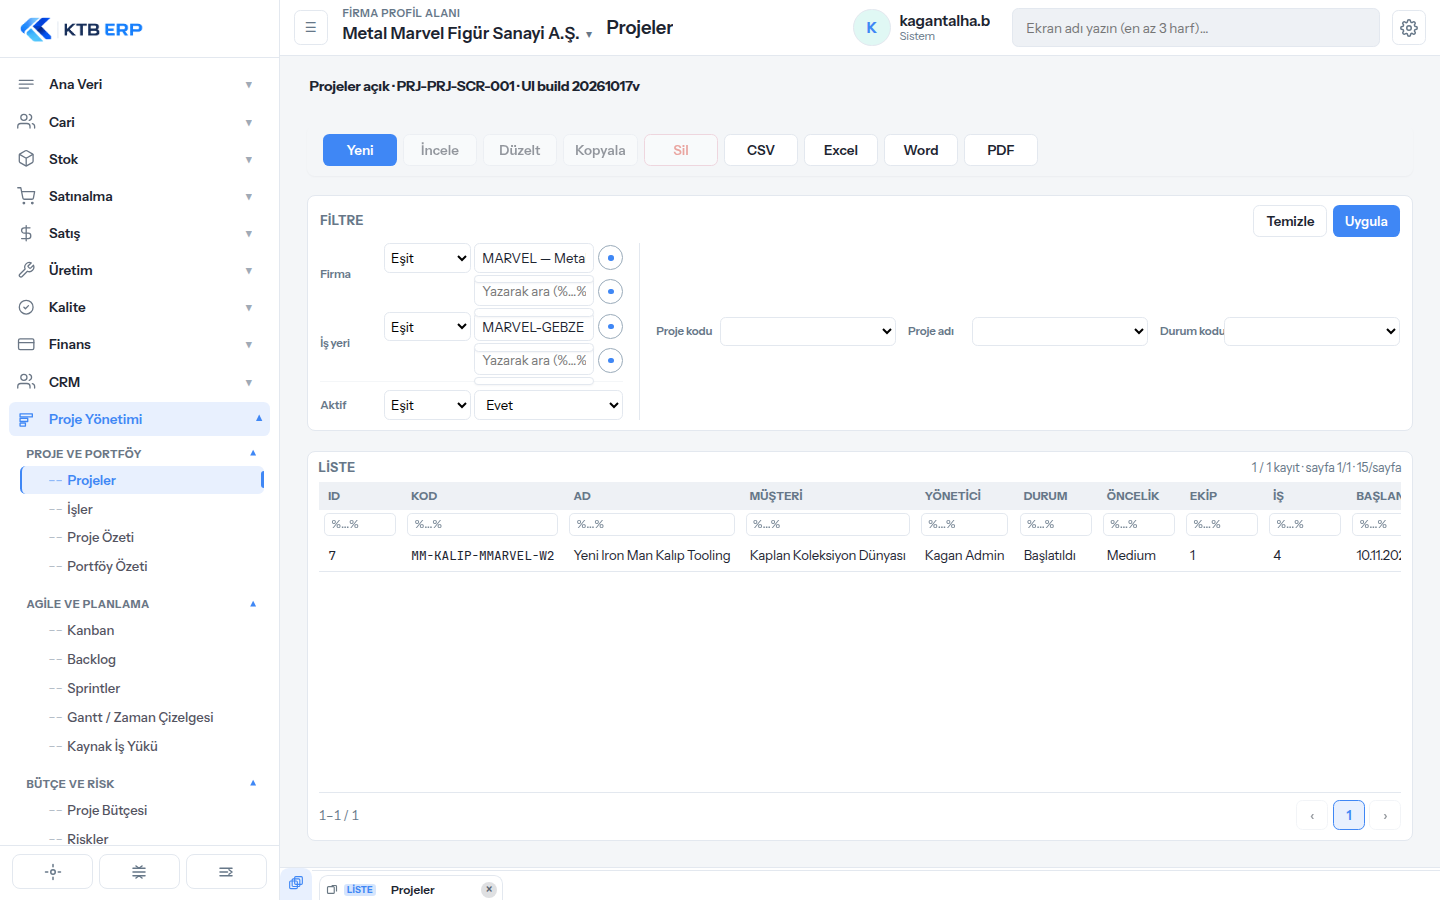 KTB ERP
Ana Veri
Cari
Stok
Satınalma
Satış
Üretim
Kalite
Finans
CRM
Proje Yönetimi
PROJE VE PORTFÖY
Projeler
İşler
Proje Özeti
Portföy Özeti
AGİLE VE PLANLAMA
Kanban
Backlog
Sprintler
Gantt / Zaman Çizelgesi
Kaynak İş Yükü
BÜTÇE VE RİSK
Proje Bütçesi
Riskler
FİRMA PROFİL ALANI
Metal Marvel Figür Sanayi A.Ş.
Projeler
K
kagantalha.b
Sistem
Ekran adı yazın (en az 3 harf)...
Projeler açık · PRJ-PRJ-SCR-001 · UI build 20261017v
Yeni İncele Düzelt Kopyala Sil CSV Excel Word PDF
FİLTRE
Temizle Uygula
Firma Eşit MARVEL — Meta
Yazarak ara (%...%
İş yeri Eşit MARVEL-GEBZE
Yazarak ara (%...%
Aktif Eşit Evet
Proje kodu Proje adı Durum kodu
LİSTE
1 / 1 kayıt · sayfa 1/1 · 15/sayfa
ID KOD AD MÜŞTERİ YÖNETİCİ DURUM ÖNCELİK EKİP İŞ BAŞLAN
%...% %...% %...% %...% %...% %...% %...% %...% %...% %...%
7 MM-KALIP-MMARVEL-W2 Yeni Iron Man Kalıp Tooling Kaplan Koleksiyon Dünyası Kagan Admin Başlatıldı Medium 1 4 10.11.202
1–1 / 1
‹ 1 ›
LİSTE Projeler ×